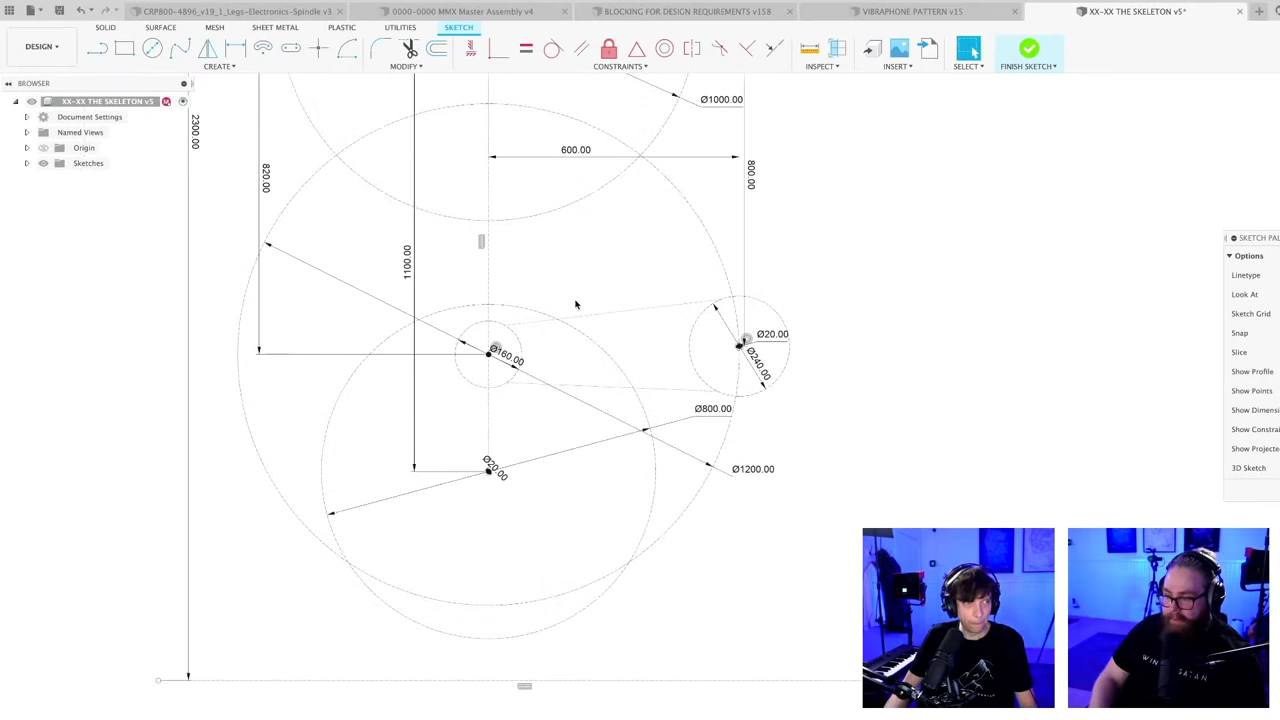 CRP800-4896_v19_1_Legs-Electronics-Spindle v3
0000-0000 MMX Master Assembly v4
BLOCKING FOR DESIGN REQUIREMENTS v158
VIBRAPHONE PATTERN v15
XX-XX THE SKELETON v5*
SOLID
SURFACE
MESH
SHEET METAL
PLASTIC
UTILITIES
SKETCH
DESIGN
CREATE
MODIFY
CONSTRAINTS
INSPECT
INSERT
SELECT
FINISH SKETCH
BROWSER
XX-XX THE SKELETON v5
M
Document Settings
Named Views
Origin
Sketches
2300.00
820.00
1100.00
600.00
Ø1000.00
800.00
Ø160.00
Ø20.00
Ø240.00
Ø800.00
Ø20.00
Ø1200.00
SKETCH PAL
Options
Linetype
Look At
Sketch Grid
Snap
Slice
Show Profile
Show Points
Show Dimensi
Show Constrai
Show Projecte
3D Sketch